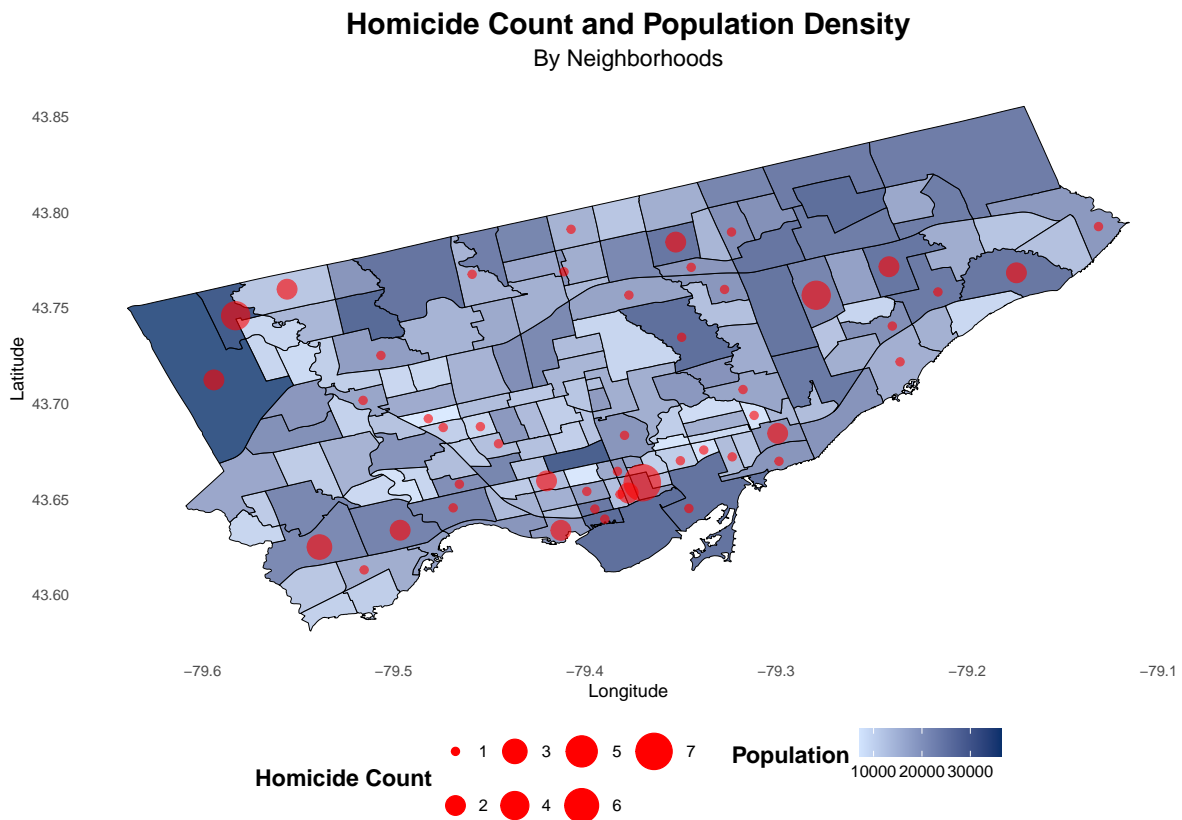 Homicide Count and Population Density
By Neighborhoods
43.85
43.80
43.75
43.70
43.65
43.60
Latitude
−79.6 −79.5 −79.4 −79.3 −79.2 −79.1
Longitude
Homicide Count
1 3 5 7
2 4 6
Population
10000 20000 30000